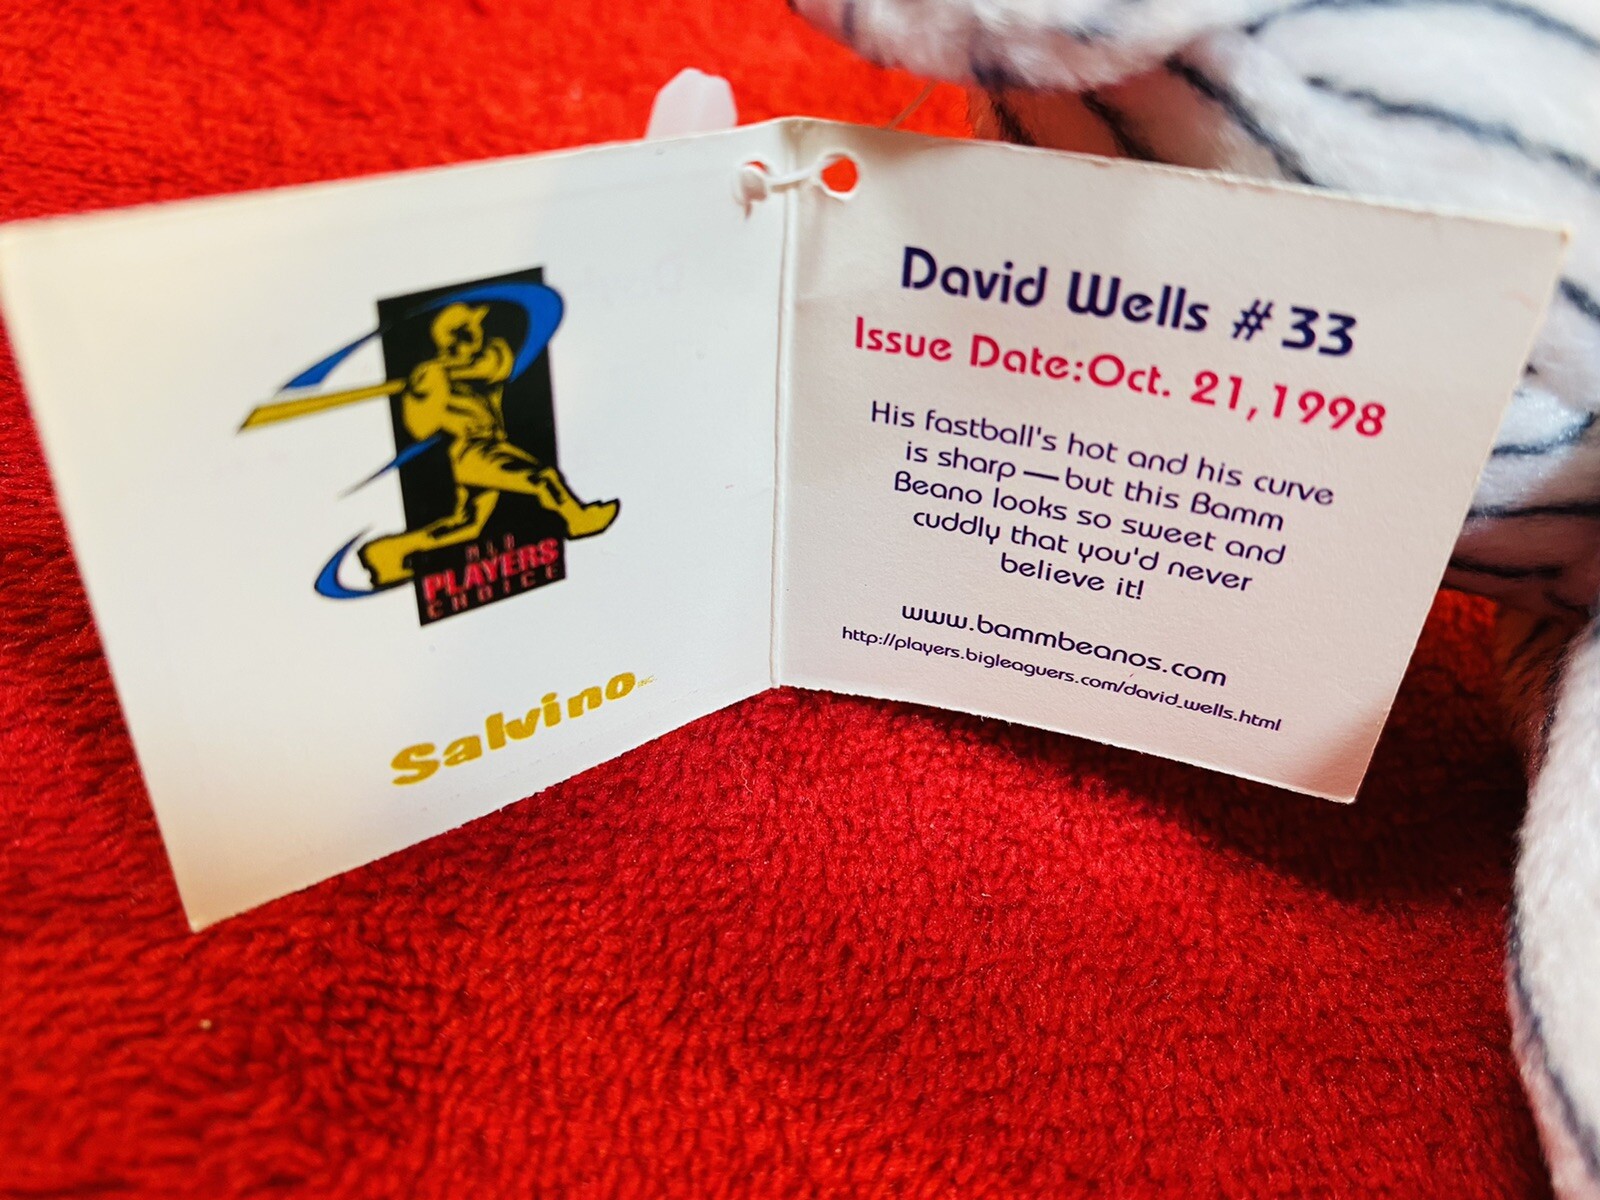 MLB
PLAYERS
CHOICE
Salvino INC.
David Wells #33
Issue Date:Oct. 21,1998
His fastball's hot and his curve
is sharp—but this Bamm
Beano looks so sweet and
cuddly that you'd never
believe it!
www.bammbeanos.com
http://players.bigleaguers.com/david_wells.html